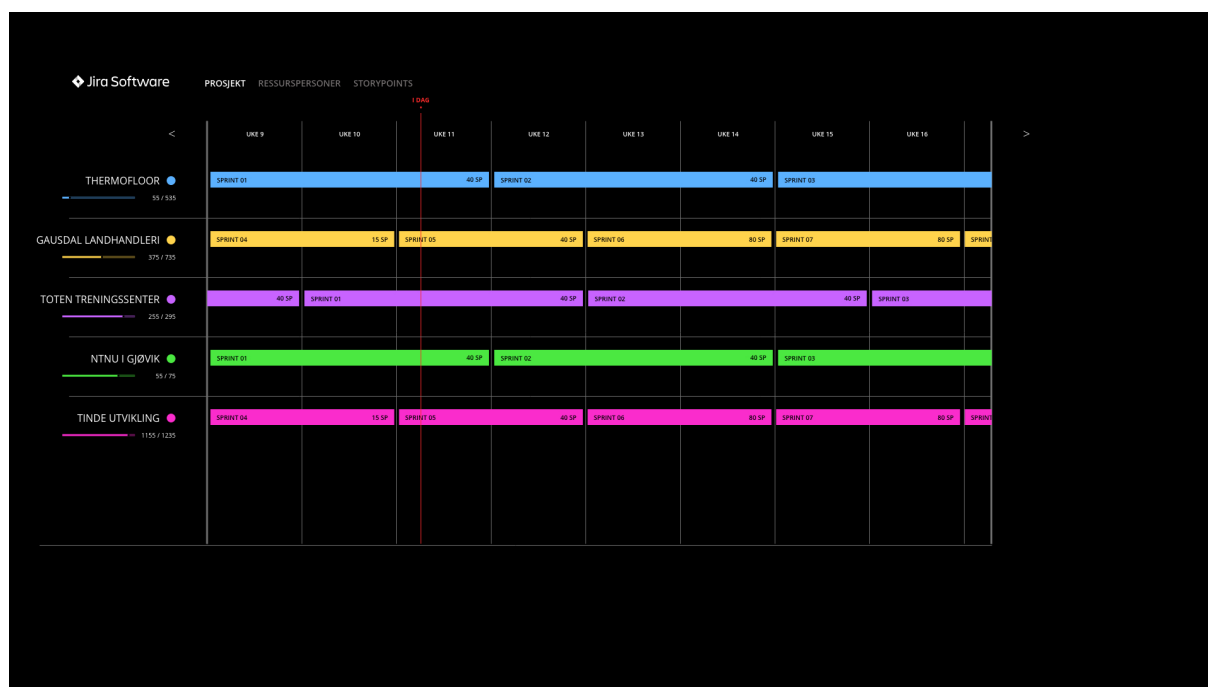 Jira Software PROSJEKT RESSURSPERSONER STORYPOINTS
I DAG
< UKE 9 UKE 10 UKE 11 UKE 12 UKE 13 UKE 14 UKE 15 UKE 16 >
THERMOFLOOR SPRINT 01 40 SP SPRINT 02 40 SP SPRINT 03
55 / 535
GAUSDAL LANDHANDLERI SPRINT 04 15 SP SPRINT 05 40 SP SPRINT 06 80 SP SPRINT 07 80 SP SPRINT
375 / 735
TOTEN TRENINGSSENTER 40 SP SPRINT 01 40 SP SPRINT 02 40 SP SPRINT 03
255 / 295
NTNU I GJØVIK SPRINT 01 40 SP SPRINT 02 40 SP SPRINT 03
55 / 75
TINDE UTVIKLING SPRINT 04 15 SP SPRINT 05 40 SP SPRINT 06 80 SP SPRINT 07 80 SP SPRINT
1155 / 1235